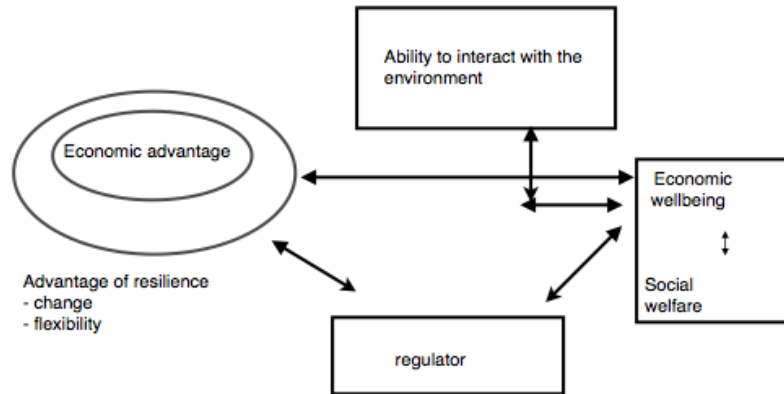 Ability to interact with the
environment
Economic advantage
Economic
wellbeing
Social
welfare
Advantage of resilience
- change
- flexibility
regulator